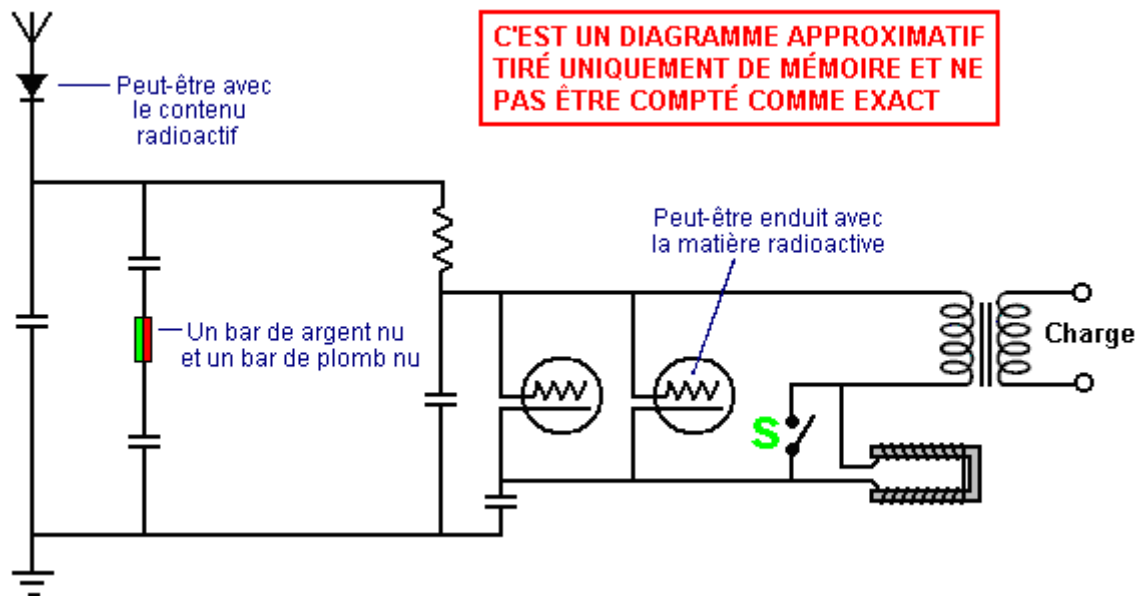 C'EST UN DIAGRAMME APPROXIMATIF
TIRÉ UNIQUEMENT DE MÉMOIRE ET NE
PAS ÊTRE COMPTÉ COMME EXACT
Peut-être avec
le contenu
radioactif
Peut-être enduit avec
la matière radioactive
Un bar de argent nu
et un bar de plomb nu
Charge
S